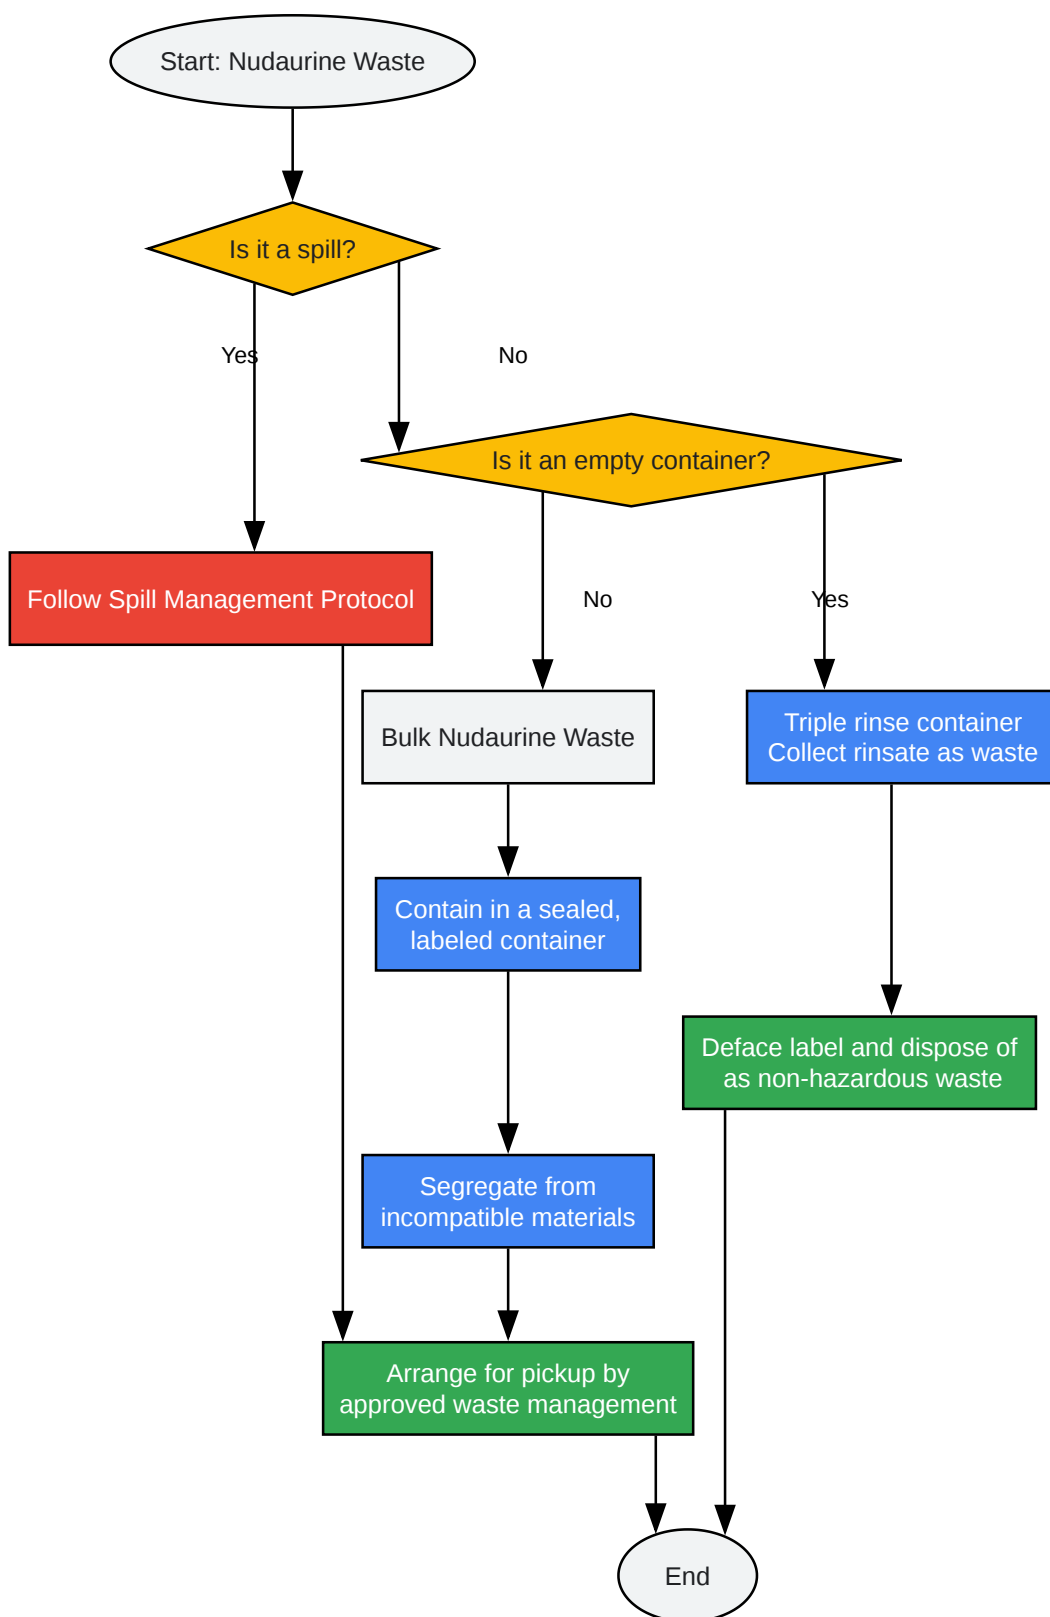 Start: Nudaurine Waste
Is it a spill?
Yes
No
Is it an empty container?
Follow Spill Management Protocol
No
Yes
Bulk Nudaurine Waste
Triple rinse container
Collect rinsate as waste
Contain in a sealed,
labeled container
Deface label and dispose of
as non-hazardous waste
Segregate from
incompatible materials
Arrange for pickup by
approved waste management
End